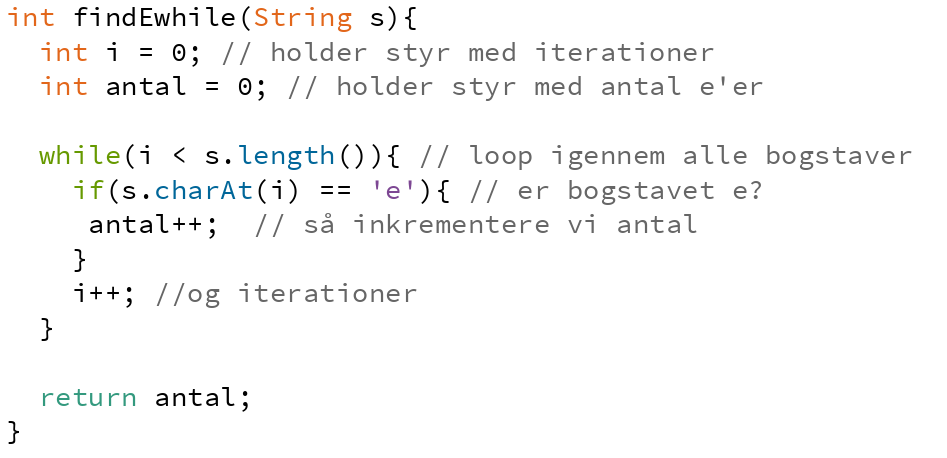 int findEwhile(String s){
  int i = 0; // holder styr med iterationer
  int antal = 0; // holder styr med antal e'er

  while(i < s.length()){ // loop igennem alle bogstaver
    if(s.charAt(i) == 'e'){ // er bogstavet e?
     antal++;  // så inkrementere vi antal
    }
    i++; //og iterationer
  }

  return antal;
}